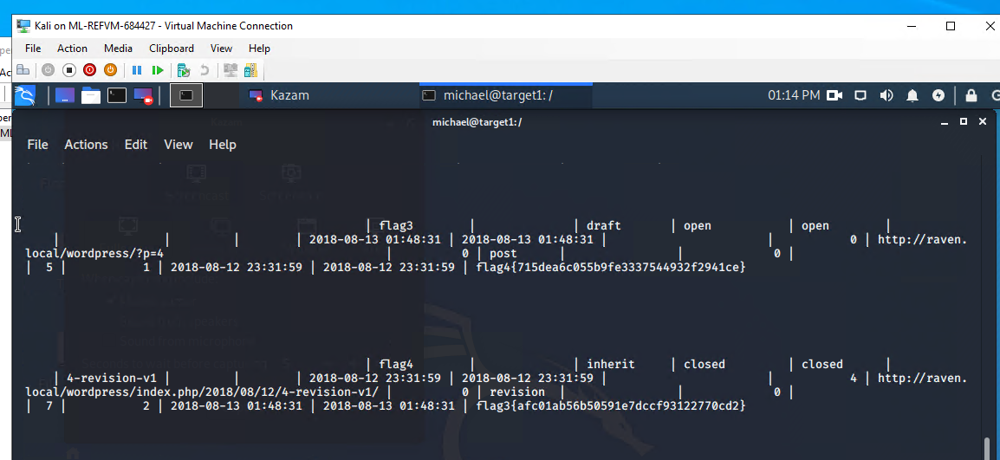 Kali on ML-REFVM-684427 - Virtual Machine Connection
File Action Media Clipboard View Help
Kazam michael@target1: / 01:14 PM
michael@target1: /
File Actions Edit View Help
| flag3 | | draft | open | open |
| | | | 2018-08-13 01:48:31 | 2018-08-13 01:48:31 | | 0 | http://raven.
local/wordpress/?p=4 | 0 | post | | 0 |
| 5 | 1 | 2018-08-12 23:31:59 | 2018-08-12 23:31:59 | flag4{715dea6c055b9fe3337544932f2941ce}
| flag4 | | inherit | closed | closed |
| 4-revision-v1 | | | 2018-08-12 23:31:59 | 2018-08-12 23:31:59 | | 4 | http://raven.
local/wordpress/index.php/2018/08/12/4-revision-v1/ | 0 | revision | | 0 |
| 7 | 2 | 2018-08-13 01:48:31 | 2018-08-13 01:48:31 | flag3{afc01ab56b50591e7dccf93122770cd2}